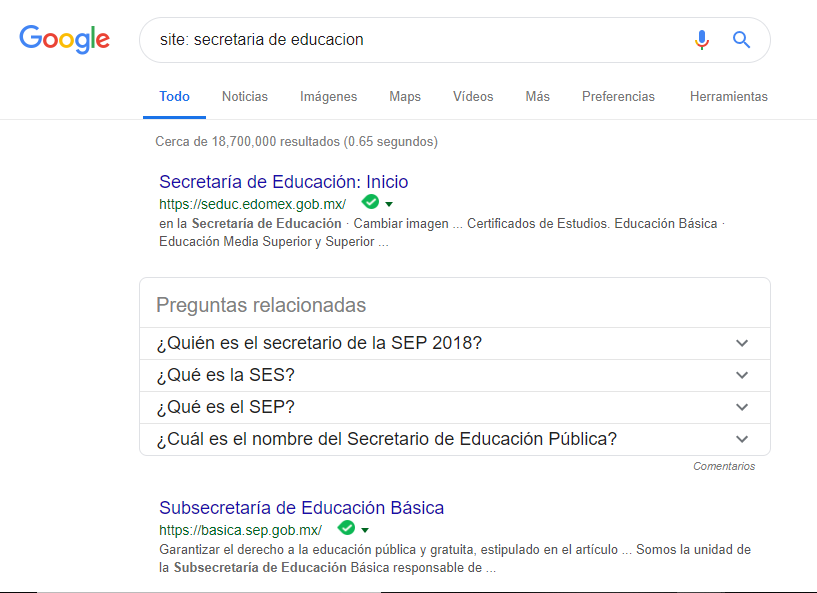 Google
site: secretaria de educacion
Todo Noticias Imágenes Maps Vídeos Más Preferencias Herramientas
Cerca de 18,700,000 resultados (0.65 segundos)
Secretaría de Educación: Inicio
https://seduc.edomex.gob.mx/
en la Secretaría de Educación · Cambiar imagen ... Certificados de Estudios. Educación Básica ·
Educación Media Superior y Superior ...
Preguntas relacionadas
¿Quién es el secretario de la SEP 2018?
¿Qué es la SES?
¿Qué es el SEP?
¿Cuál es el nombre del Secretario de Educación Pública?
Comentarios
Subsecretaría de Educación Básica
https://basica.sep.gob.mx/
Garantizar el derecho a la educación pública y gratuita, estipulado en el artículo ... Somos la unidad de
la Subsecretaría de Educación Básica responsable de ...